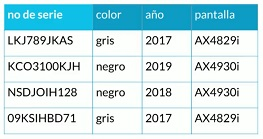 no de serie color año pantalla
LKJ789JKAS gris 2017 AX4829i
KCO3100KJH negro 2019 AX4930i
NSDJOIH128 negro 2018 AX4930i
09KSIHBD71 gris 2017 AX4829i